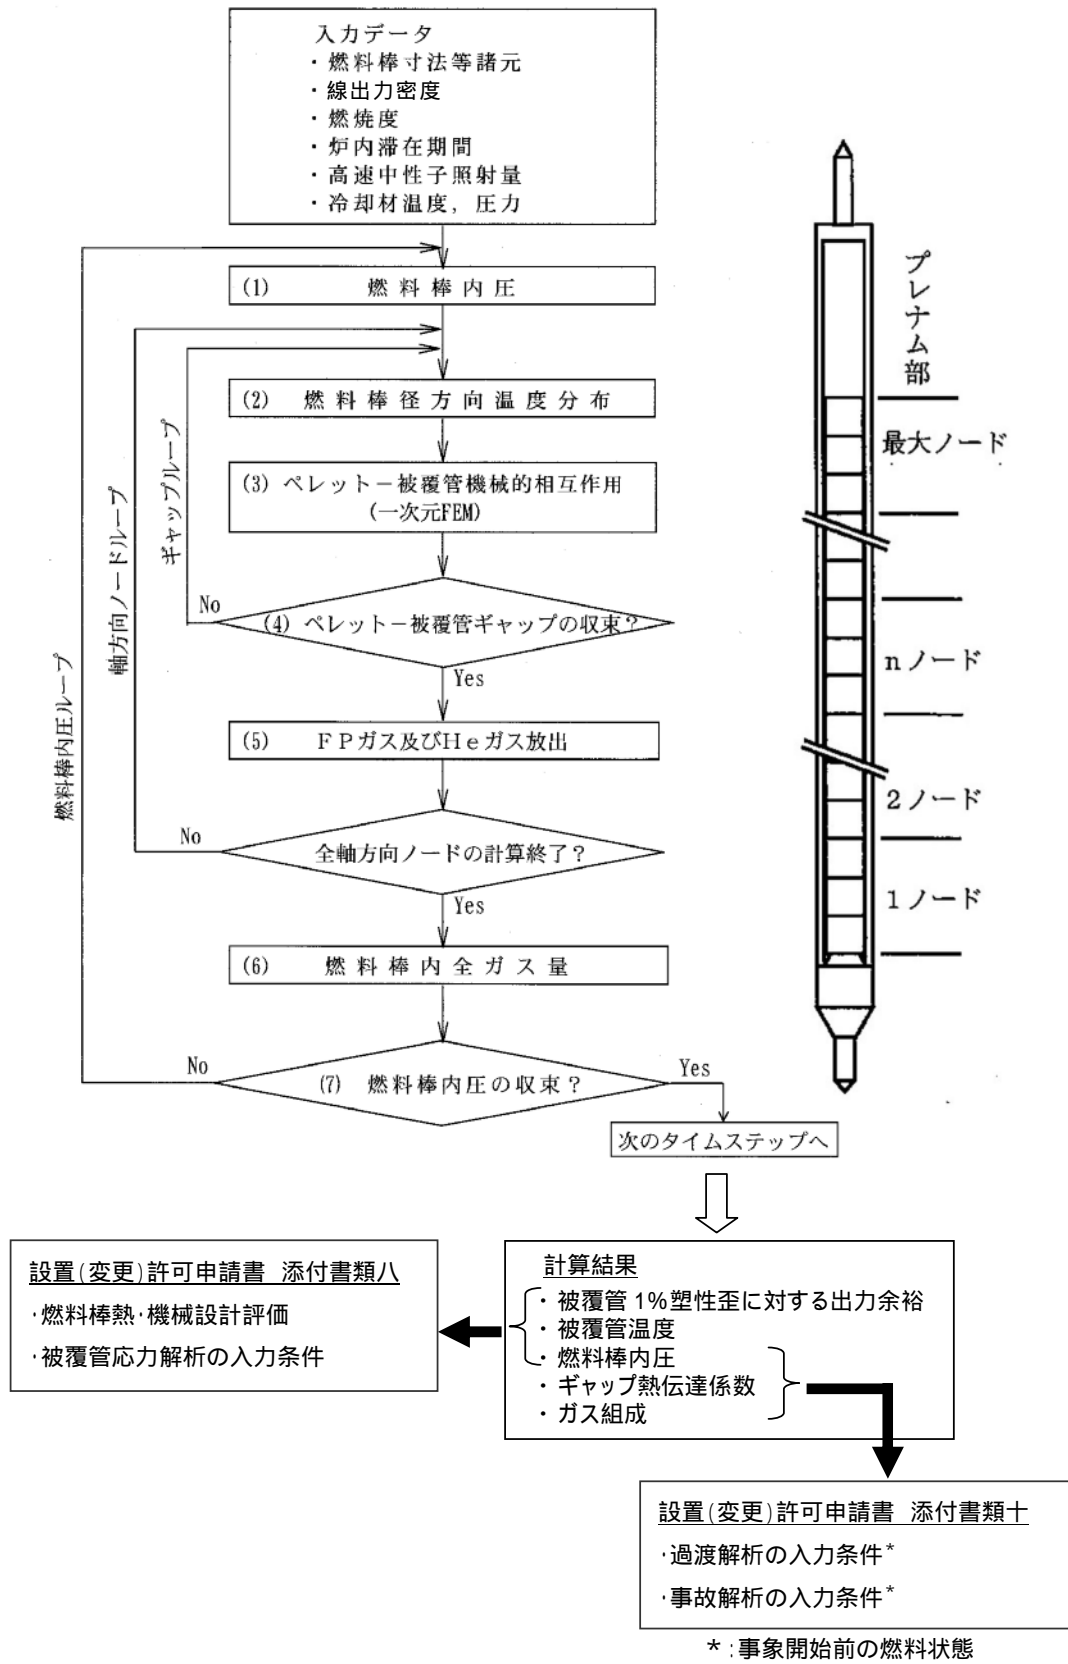 入力データ
・燃料棒寸法等諸元
・線出力密度
・燃焼度
・炉内滞在期間
・高速中性子照射量
・冷却材温度，圧力
(1) 燃料棒内圧
(2) 燃料棒径方向温度分布
(3) ペレット－被覆管機械的相互作用
(一次元FEM)
(4) ペレット－被覆管ギャップの収束？
No
Yes
(5) ＦＰガス及びＨｅガス放出
全軸方向ノードの計算終了？
No
Yes
(6) 燃料棒内全ガス量
(7) 燃料棒内圧の収束？
No
Yes
次のタイムステップへ
ギャップループ
軸方向ノードループ
燃料棒内圧ループ
プレナム部
最大ノード
nノード
2ノード
1ノード
計算結果
・被覆管1%塑性歪に対する出力余裕
・被覆管温度
・燃料棒内圧
・ギャップ熱伝達係数
・ガス組成
設置(変更)許可申請書 添付書類八
・燃料棒熱・機械設計評価
・被覆管応力解析の入力条件
設置(変更)許可申請書 添付書類十
・過渡解析の入力条件*
・事故解析の入力条件*
*:事象開始前の燃料状態